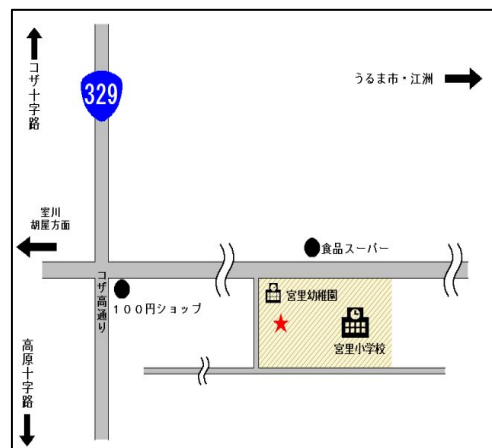 コザ十字路
329
うるま市・江洲
室川
胡屋方面
食品スーパー
コザ高通り
100円ショップ
宮里幼稚園
宮里小学校
高原十字路